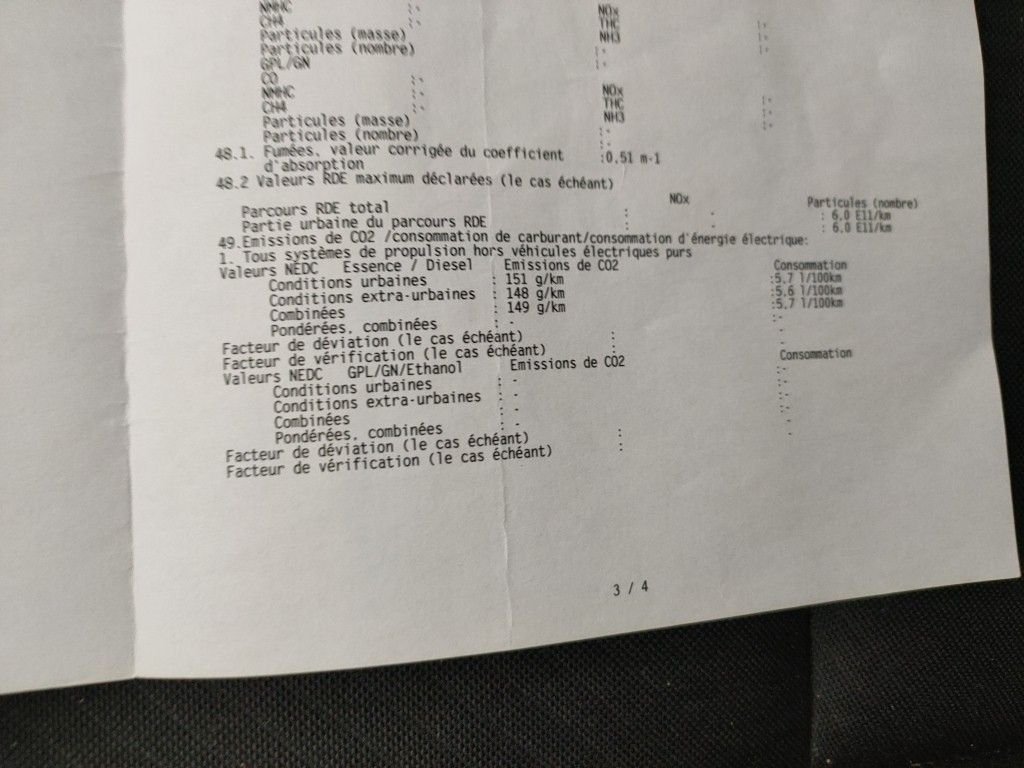 NMHC :- NOx
CH4 :- THC :-
Particules (masse) NH3 :-
Particules (nombre) :-
GPL/GN :-
CO :-
NMHC :- NOx
CH4 :- THC :-
Particules (masse) NH3 :-
Particules (nombre) :-
48.1. Fumées, valeur corrigée du coefficient :0,51 m-1
d'absorption
48.2 Valeurs RDE maximum déclarées (le cas échéant)
NOx Particules (nombre)
Parcours RDE total : - : 6,0 E11/km
Partie urbaine du parcours RDE : - : 6,0 E11/km
49.Emissions de CO2 /consommation de carburant/consommation d'énergie électrique:
1. Tous systèmes de propulsion hors véhicules électriques purs
Valeurs NEDC Essence / Diesel Emissions de CO2 Consommation
Conditions urbaines : 151 g/km :5,7 l/100km
Conditions extra-urbaines : 148 g/km :5,6 l/100km
Combinées : 149 g/km :5,7 l/100km
Pondérées, combinées : - :-
Facteur de déviation (le cas échéant) : -
Facteur de vérification (le cas échéant) : -
Valeurs NEDC GPL/GN/Ethanol Emissions de CO2 Consommation
Conditions urbaines : - :-
Conditions extra-urbaines : - :-
Combinées : - :-
Pondérées, combinées : - :-
Facteur de déviation (le cas échéant) : -
Facteur de vérification (le cas échéant) : -
3 / 4